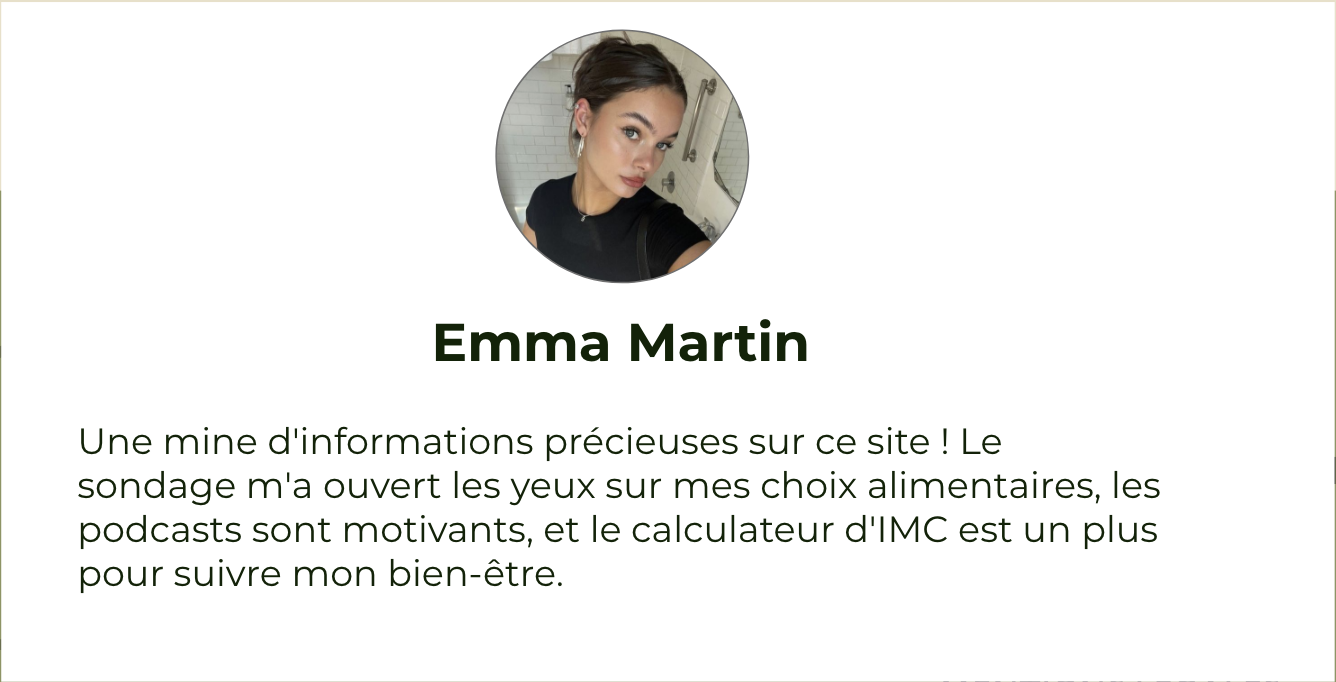 Emma Martin
Une mine d'informations précieuses sur ce site ! Le
sondage m'a ouvert les yeux sur mes choix alimentaires, les
podcasts sont motivants, et le calculateur d'IMC est un plus
pour suivre mon bien-être.